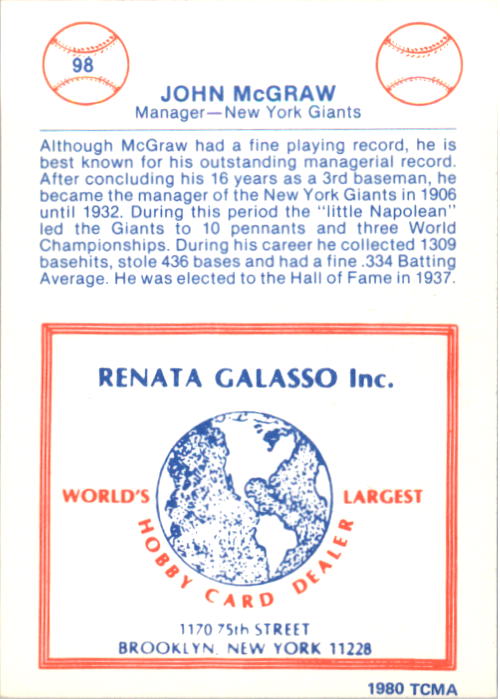 98
JOHN McGRAW
Manager—New York Giants
Although McGraw had a fine playing record, he is
best known for his outstanding managerial record.
After concluding his 16 years as a 3rd baseman, he
became the manager of the New York Giants in 1906
until 1932. During this period the "little Napolean"
led the Giants to 10 pennants and three World
Championships. During his career he collected 1309
basehits, stole 436 bases and had a fine .334 Batting
Average. He was elected to the Hall of Fame in 1937.
RENATA GALASSO Inc.
WORLD'S LARGEST
HOBBY CARD DEALER
1170 75th STREET
BROOKLYN, NEW YORK 11228
1980 TCMA